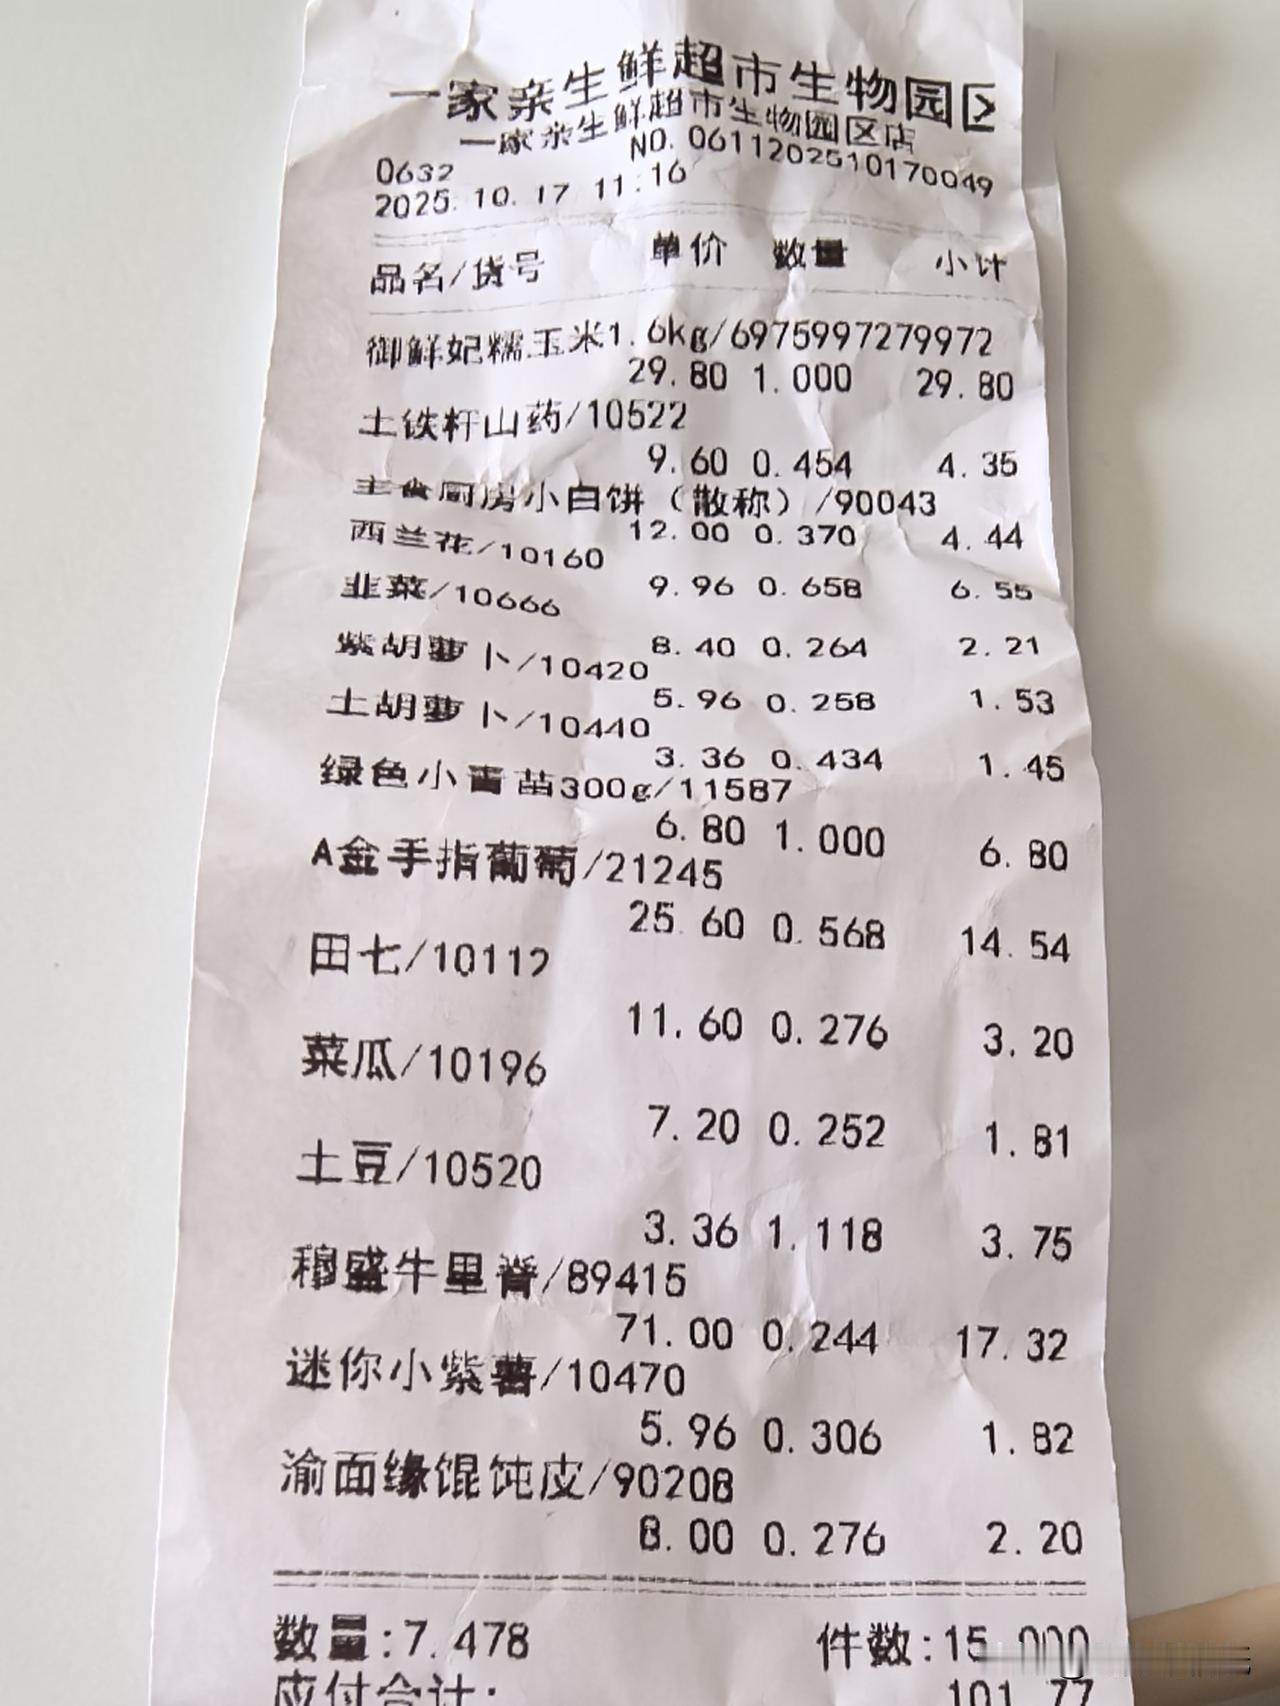 一家亲生鲜超市生物园区
一家亲生鲜超市生物园区店
0632 NO. 0611202510170049
2025.10.17 11:16
品名/货号 单价 数量 小计
御鲜妃糯玉米1.6kg/6975997279972
29.80 1.000 29.80
土铁杆山药/10522
9.60 0.454 4.35
主食厨房小白饼（散称）/90043
12.00 0.370 4.44
西兰花/10160
9.96 0.658 6.55
韭菜/10666
8.40 0.264 2.21
紫胡萝卜/10420
5.96 0.258 1.53
土胡萝卜/10440
3.36 0.434 1.45
绿色小青苗300g/11587
6.80 1.000 6.80
A金手指葡萄/21245
25.60 0.568 14.54
田七/10112
11.60 0.276 3.20
菜瓜/10196
7.20 0.252 1.81
土豆/10520
3.36 1.118 3.75
穆盛牛里脊/89415
71.00 0.244 17.32
迷你小紫薯/10470
5.96 0.306 1.82
渝面缘馄饨皮/90208
8.00 0.276 2.20
数量:7.478 件数:15.000
应付合计: 101.77